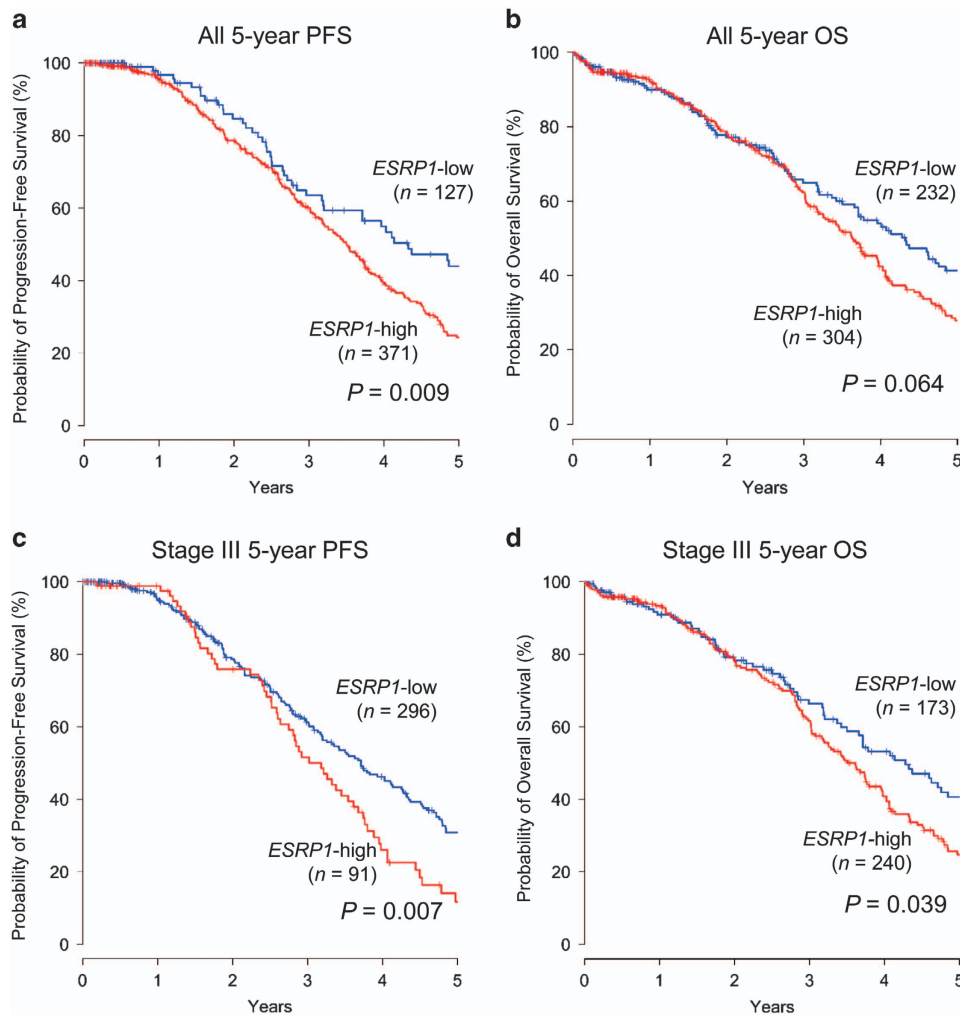 a
All 5-year PFS
Probability of Progression-Free Survival (%)
100
80
60
40
20
0
ESRP1-low
(n = 127)
ESRP1-high
(n = 371)
P = 0.009
0 1 2 3 4 5
Years
b
All 5-year OS
Probability of Overall Survival (%)
100
80
60
40
20
0
ESRP1-low
(n = 232)
ESRP1-high
(n = 304)
P = 0.064
0 1 2 3 4 5
Years
c
Stage III 5-year PFS
Probability of Progression-Free Survival (%)
100
80
60
40
20
0
ESRP1-low
(n = 296)
ESRP1-high
(n = 91)
P = 0.007
0 1 2 3 4 5
Years
d
Stage III 5-year OS
Probability of Overall Survival (%)
100
80
60
40
20
0
ESRP1-low
(n = 173)
ESRP1-high
(n = 240)
P = 0.039
0 1 2 3 4 5
Years